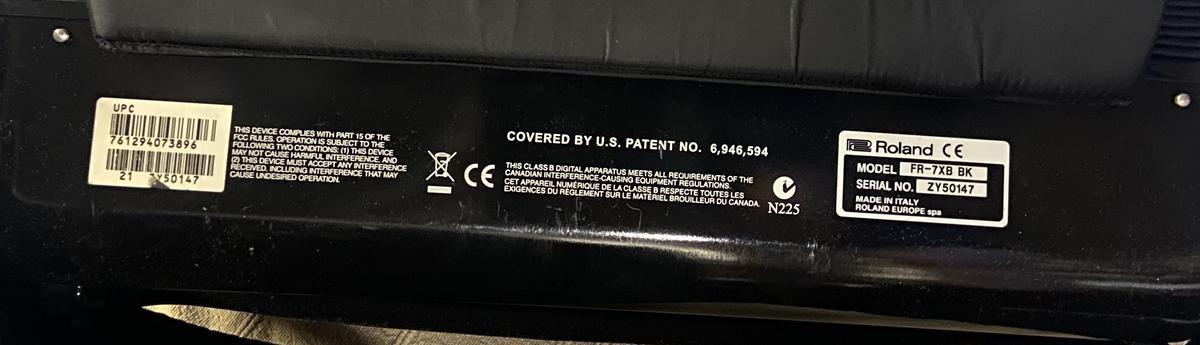 UPC
761294073896
21 ZY50147
THIS DEVICE COMPLIES WITH PART 15 OF THE
FCC RULES. OPERATION IS SUBJECT TO THE
FOLLOWING TWO CONDITIONS: (1) THIS DEVICE
MAY NOT CAUSE HARMFUL INTERFERENCE, AND
(2) THIS DEVICE MUST ACCEPT ANY INTERFERENCE
RECEIVED, INCLUDING INTERFERENCE THAT MAY
CAUSE UNDESIRED OPERATION.
CE
COVERED BY U.S. PATENT NO. 6,946,594
THIS CLASS B DIGITAL APPARATUS MEETS ALL REQUIREMENTS OF THE
CANADIAN INTERFERENCE-CAUSING EQUIPMENT REGULATIONS.
CET APPAREIL NUMÉRIQUE DE LA CLASSE B RESPECTE TOUTES LES
EXIGENCES DU RÈGLEMENT SUR LE MATÉRIEL BROUILLEUR DU CANADA.
N225
Roland CE
MODEL FR-7XB BK
SERIAL NO. ZY50147
MADE IN ITALY
ROLAND EUROPE spa